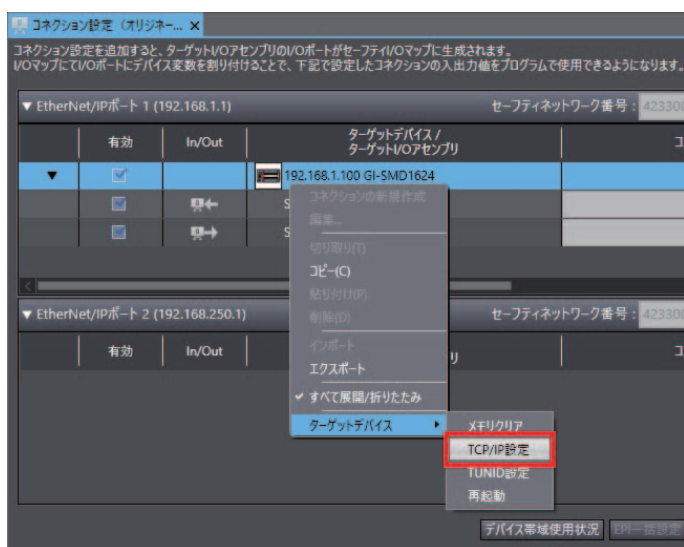 コネクション設定 (オリジネー... ×
コネクション設定を追加すると、ターゲットI/OアセンブリのI/OポートがセーフティI/Oマップに生成されます。
I/OマップにてI/Oポートにデバイス変数を割り付けることで、下記で設定したコネクションの入出力値をプログラムで使用できるようになります。
▼ EtherNet/IPポート 1 (192.168.1.1) セーフティネットワーク番号 : 423300
有効 In/Out ターゲットデバイス /
ターゲットI/Oアセンブリ コ
▼ 192.168.1.100 GI-SMD1624
S
S
コネクションの新規作成
編集...
切り取り(T)
コピー(C)
貼り付け(P)
削除(D)
インポート
エクスポート
✓ すべて展開/折りたたみ
ターゲットデバイス ▶
メモリクリア
TCP/IP設定
TUNID設定
再起動
▼ EtherNet/IPポート 2 (192.168.250.1) セーフティネットワーク番号 : 423300
有効 In/Out リ コ
デバイス帯域使用状況 EPI一括設定